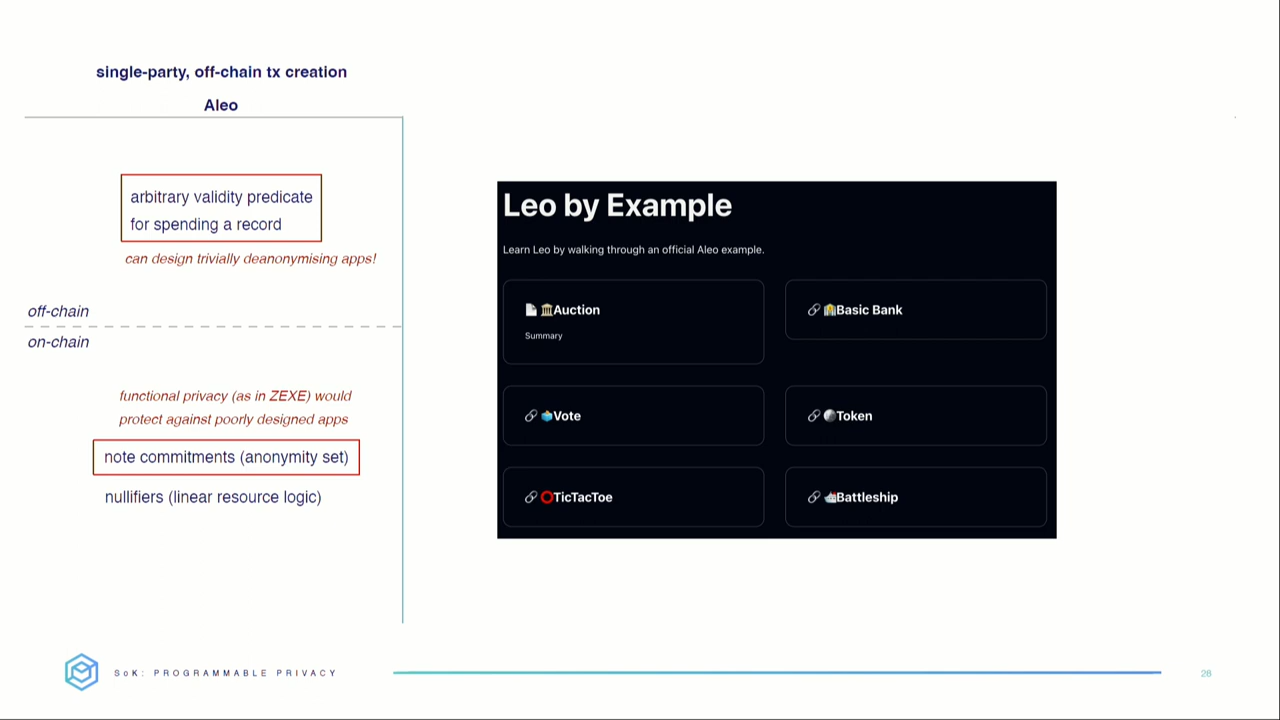 single-party, off-chain tx creation
Aleo
arbitrary validity predicate
for spending a record
can design trivially deanonymising apps!
off-chain
on-chain
functional privacy (as in ZEXE) would
protect against poorly designed apps
note commitments (anonymity set)
nullifiers (linear resource logic)
Leo by Example
Learn Leo by walking through an official Aleo example.
Auction
Summary
Basic Bank
Vote
Token
TicTacToe
Battleship
SoK: PROGRAMMABLE PRIVACY
28